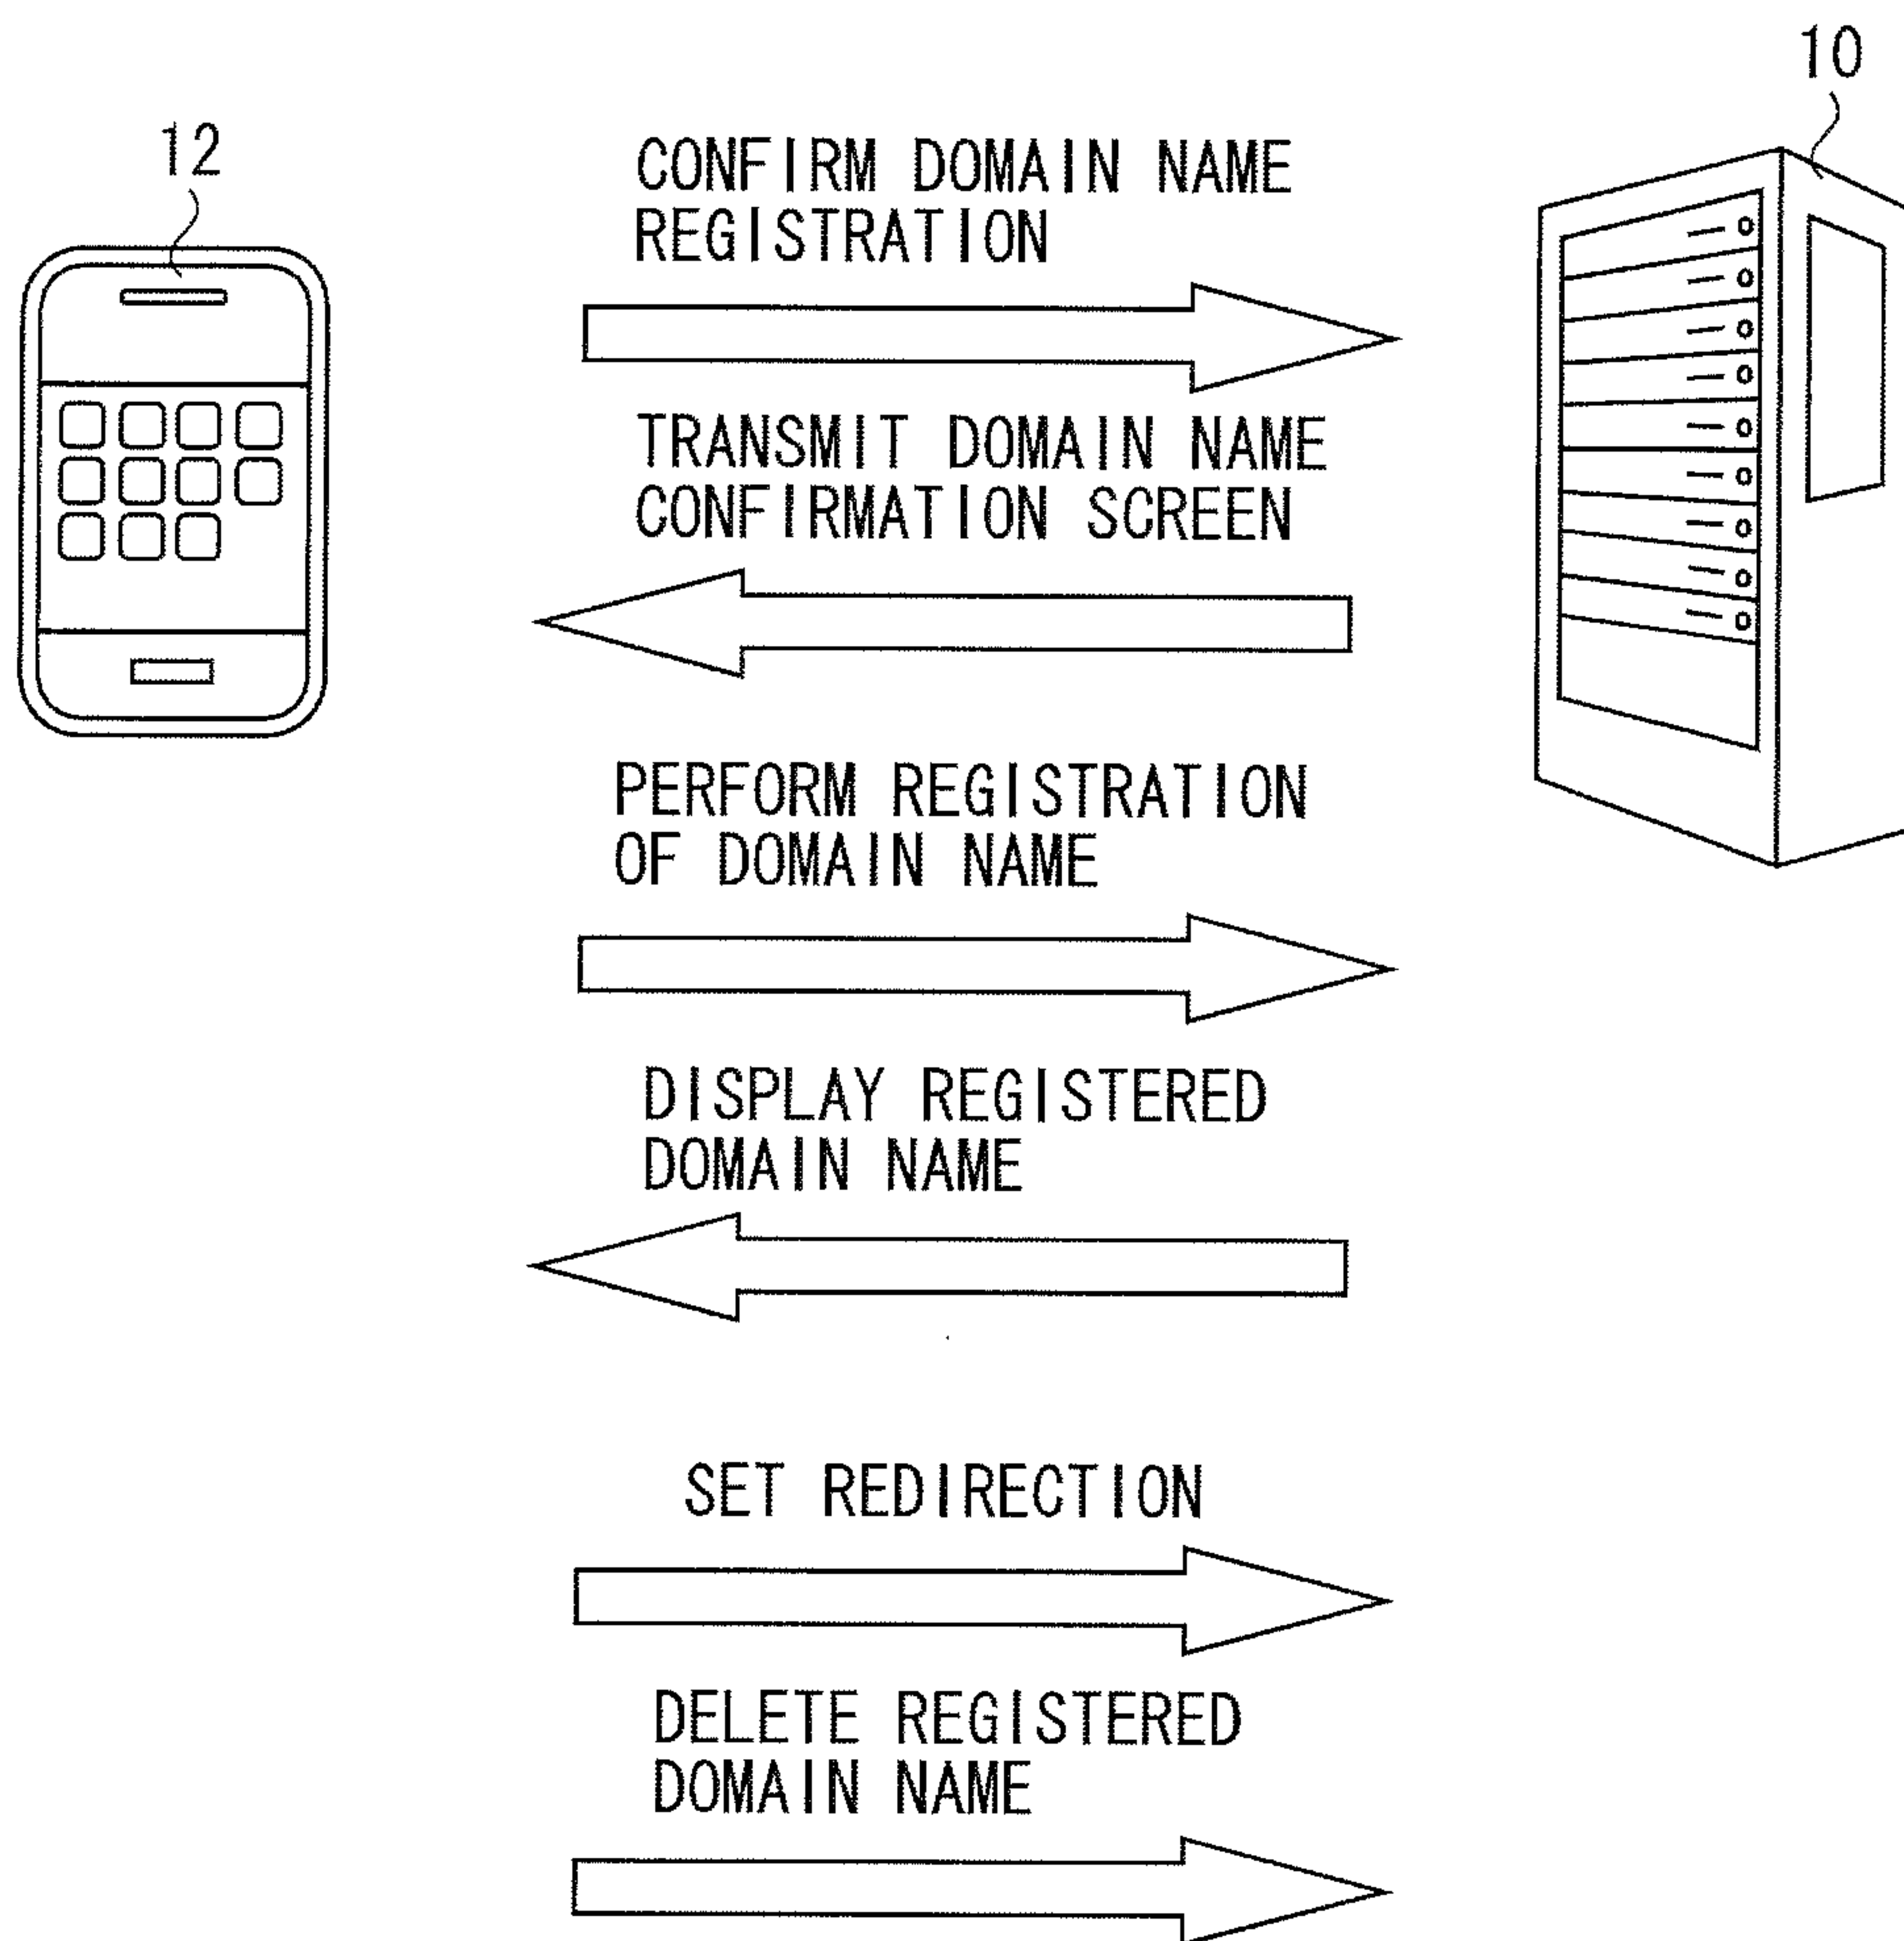 10
12
CONFIRM DOMAIN NAME
REGISTRATION
TRANSMIT DOMAIN NAME
CONFIRMATION SCREEN
PERFORM REGISTRATION
OF DOMAIN NAME
DISPLAY REGISTERED
DOMAIN NAME
SET REDIRECTION
DELETE REGISTERED
DOMAIN NAME